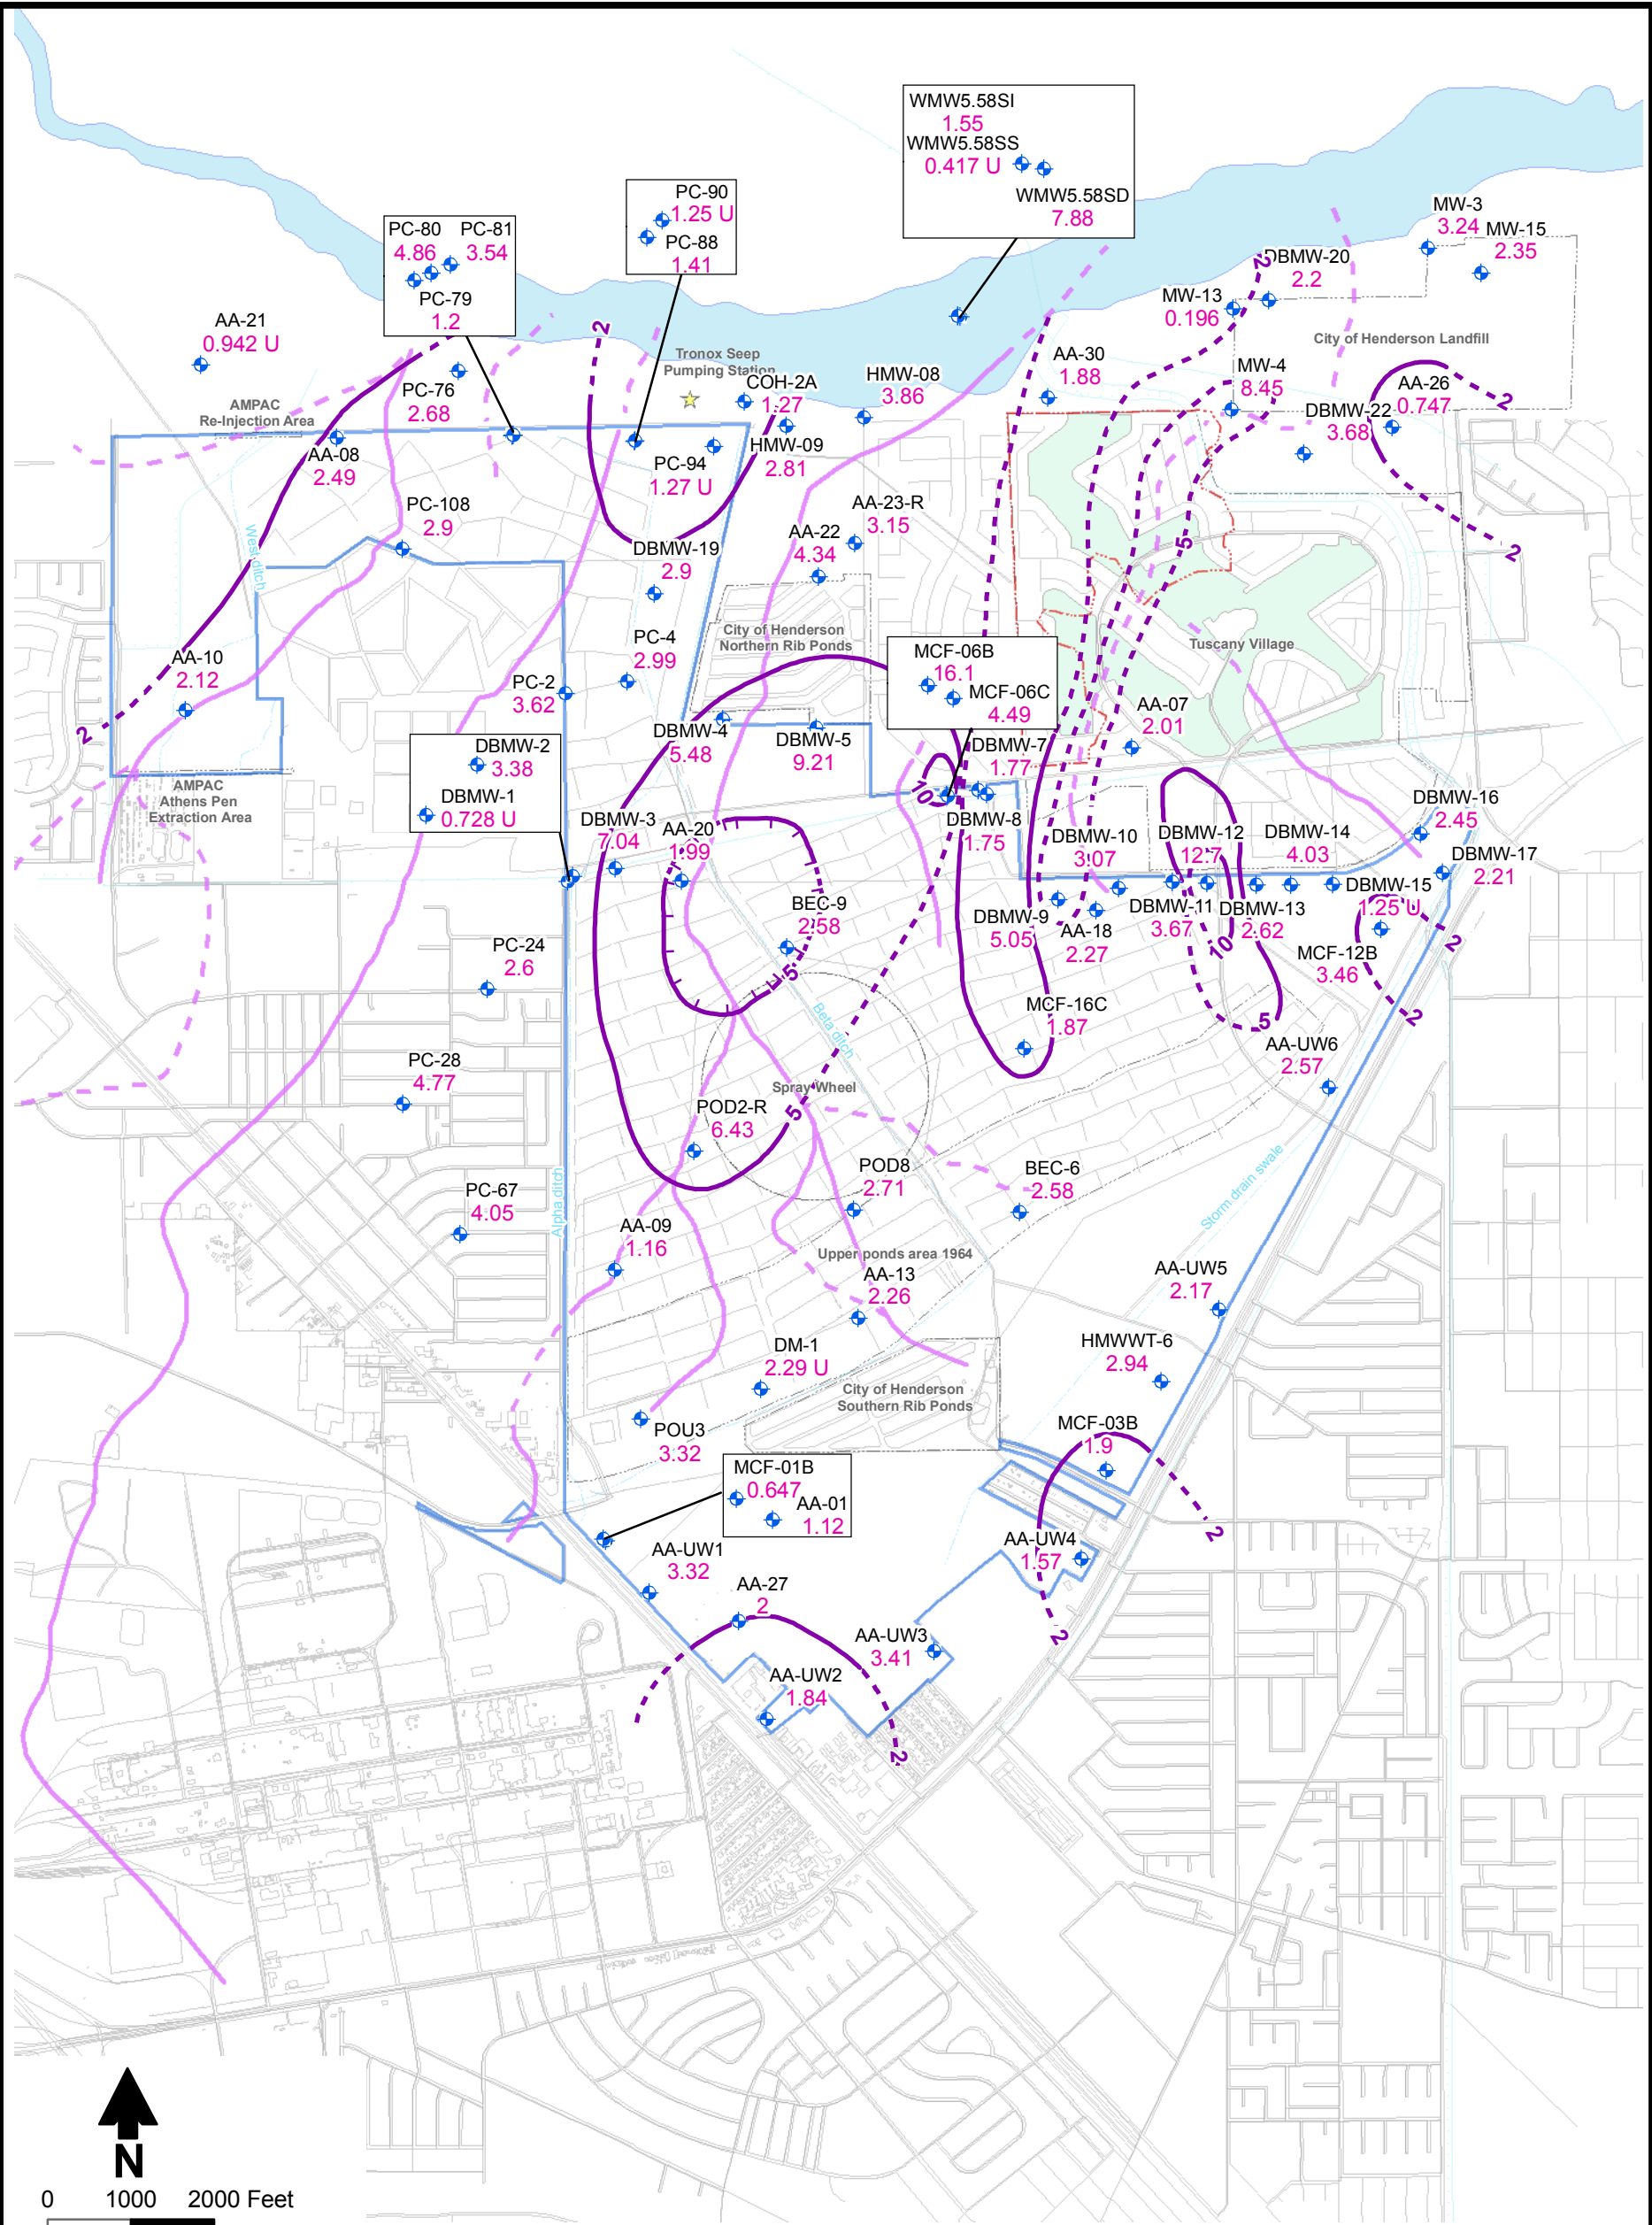 WMW5.58SI
1.55
WMW5.58SS
0.417 U
WMW5.58SD
7.88
PC-90
1.25 U
PC-88
1.41
PC-80
4.86
PC-81
3.54
PC-79
1.2
MW-3
3.24
MW-15
2.35
2
DBMW-20
2.2
MW-13
0.196
AA-21
0.942 U
2
City of Henderson Landfill
Tronox Seep
Pumping Station
PC-76
2.68
COH-2A
1.27
HMW-08
3.86
AA-30
1.88
MW-4
8.45
AA-26
0.747
2
AMPAC
Re-Injection Area
DBMW-22
3.68
AA-08
2.49
HMW-09
2.81
PC-94
1.27 U
PC-108
2.9
AA-23-R
3.15
AA-22
4.34
West ditch
DBMW-19
2.9
5
2
City of Henderson
Northern Rib Ponds
Tuscany Village
PC-4
2.99
AA-10
2.12
PC-2
3.62
MCF-06B
16.1
MCF-06C
4.49
2
AA-07
2.01
DBMW-4
5.48
DBMW-5
9.21
DBMW-7
1.77
DBMW-2
3.38
DBMW-1
0.728 U
AMPAC
Athens Pen
Extraction Area
10
DBMW-16
2.45
DBMW-3
7.04
AA-20
1.99
DBMW-8
1.75
DBMW-10
3.07
DBMW-12
12.7
DBMW-14
4.03
DBMW-17
2.21
DBMW-15
1.25 U
BEC-9
2.58
DBMW-9
5.05
AA-18
2.27
DBMW-11
3.67
DBMW-13
2.62
10
2
PC-24
2.6
MCF-12B
3.46
5
MCF-16C
1.87
5
2
Beta ditch
AA-UW6
2.57
PC-28
4.77
Spray Wheel
5
POD2-R
6.43
POD8
2.71
BEC-6
2.58
PC-67
4.05
Alpha ditch
Storm drain swale
AA-09
1.16
Upper ponds area 1964
AA-13
2.26
AA-UW5
2.17
DM-1
2.29 U
HMWWT-6
2.94
City of Henderson
Southern Rib Ponds
POU3
3.32
MCF-03B
1.9
MCF-01B
0.647
AA-01
1.12
2
AA-UW4
1.57
AA-UW1
3.32
AA-27
2
2
AA-UW3
3.41
AA-UW2
1.84
2
N
0 1000 2000 Feet